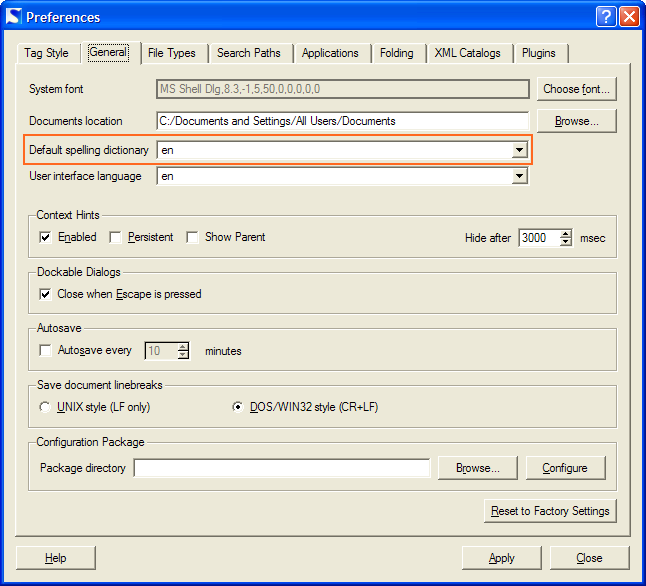 Preferences
Tag Style General File Types Search Paths Applications Folding XML Catalogs Plugins
System font MS Shell Dlg,8.3,-1,5,50,0,0,0,0,0 Choose font...
Documents location C:/Documents and Settings/All Users/Documents Browse...
Default spelling dictionary en
User interface language en
Context Hints
Enabled Persistent Show Parent Hide after 3000 msec
Dockable Dialogs
Close when Escape is pressed
Autosave
Autosave every 10 minutes
Save document linebreaks
UNIX style (LF only) DOS/WIN32 style (CR+LF)
Configuration Package
Package directory Browse... Configure
Reset to Factory Settings
Help Apply Close